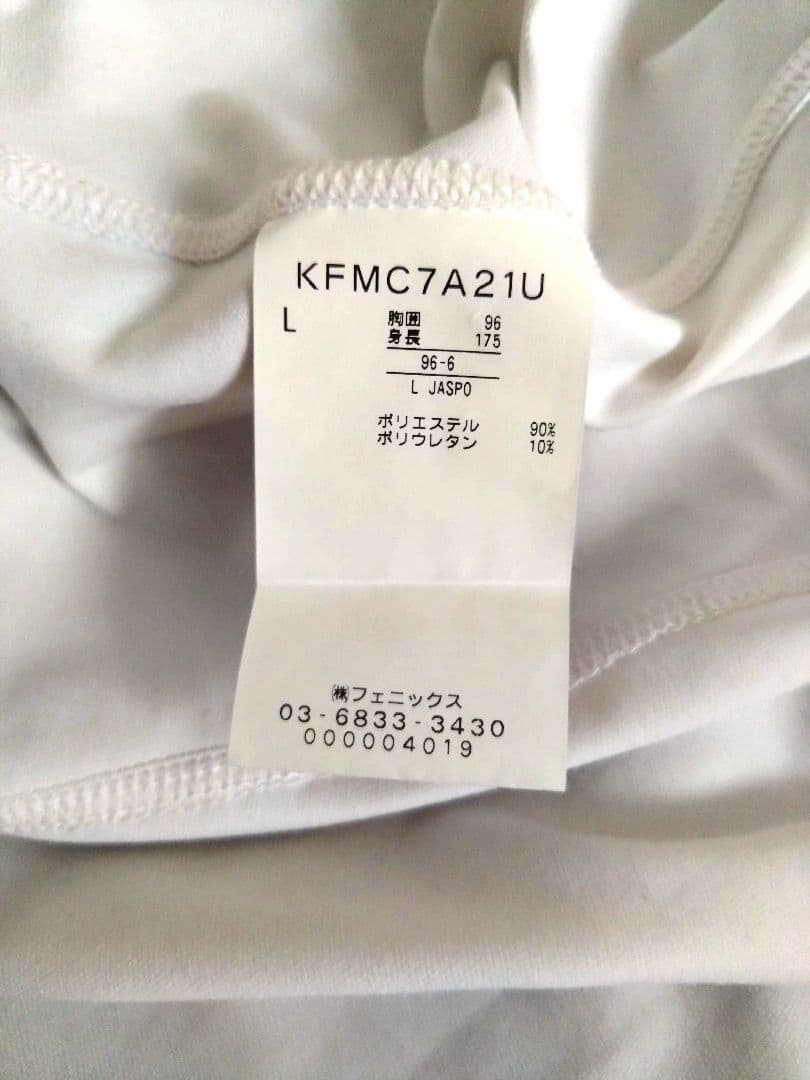 KFMC7A21U
L
胸囲 96
身長 175
96-6
L JASPO
ポリエステル 90%
ポリウレタン 10%
㈱フェニックス
03-6833-3430
000004019